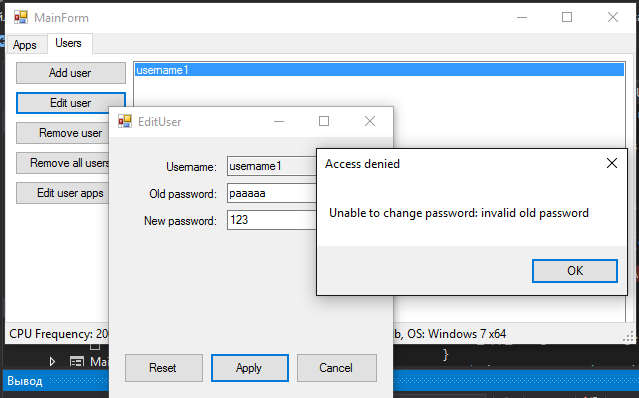 MainForm
Apps
Users
Add user
username1
Edit user
Remove user
Remove all users
Edit user apps
EditUser
Username:
username1
Old password:
paaaaa
New password:
123
Access denied
Unable to change password: invalid old password
OK
CPU Frequency: 20
b, OS: Windows 7 x64
Reset
Apply
Cancel
Mai
}
Вывод